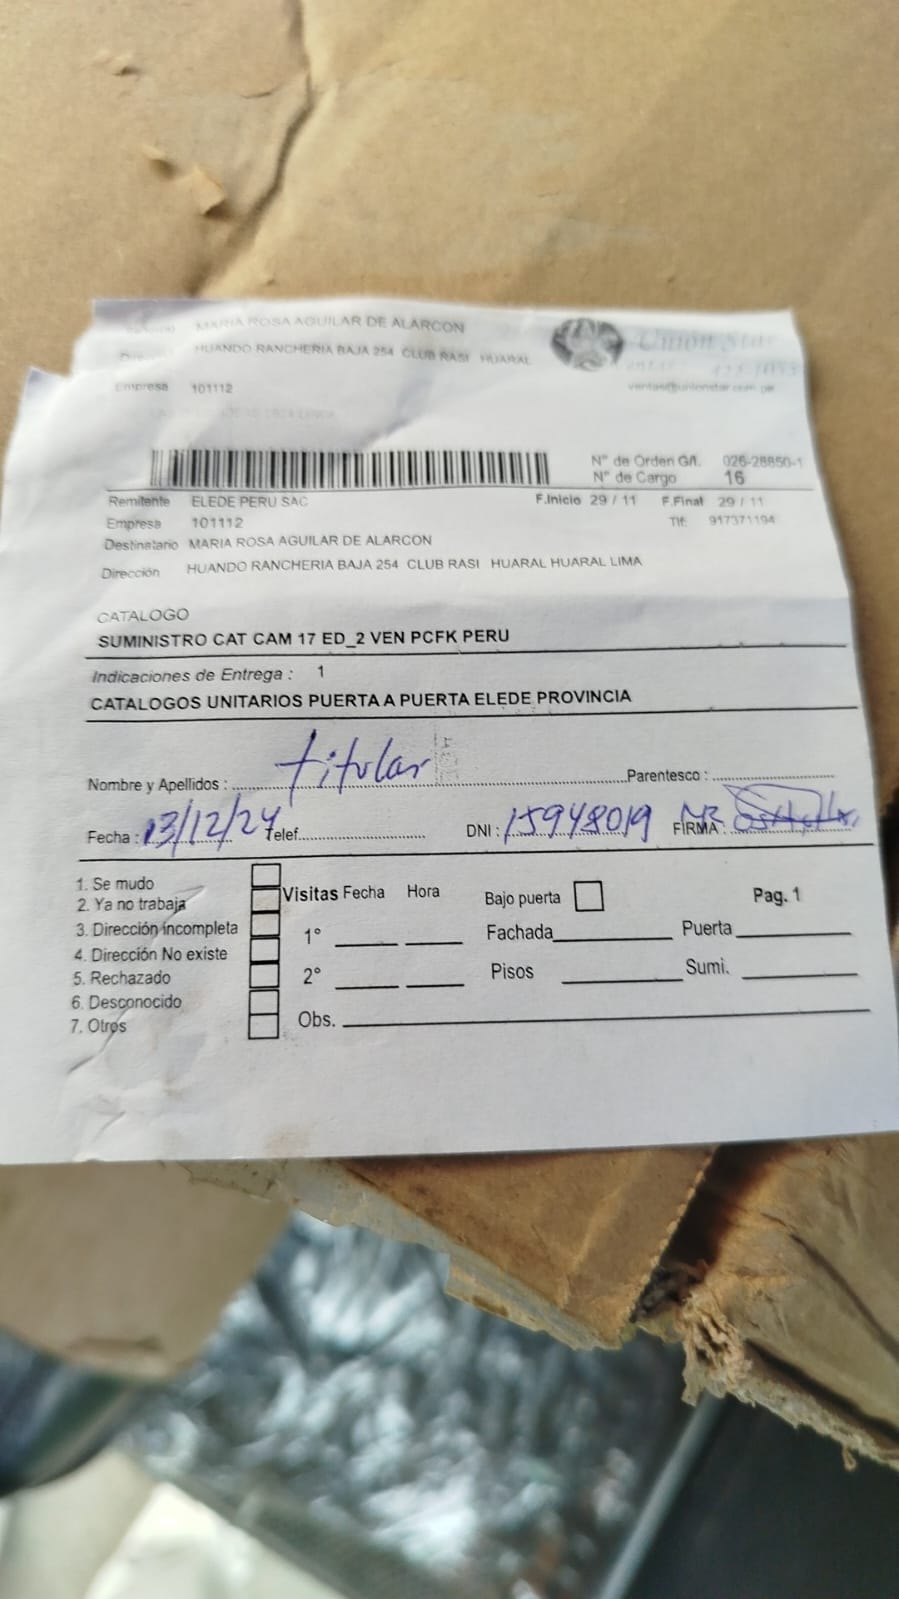 MARIA ROSA AGUILAR DE ALARCON
HUANDO RANCHERIA BAJA 254 CLUB RASI HUARAL
Union Star
Empresa 101112
ventas@unionstar.com.pe
N° de Orden G/I. 026-28850-1
N° de Cargo 16
Remitente ELEDE PERU SAC
F.Inicio 29 / 11 F.Final 29 / 11
Empresa 101112
Tlf: 917371194
Destinatario MARIA ROSA AGUILAR DE ALARCON
Dirección HUANDO RANCHERIA BAJA 254 CLUB RASI HUARAL HUARAL LIMA
CATALOGO
SUMINISTRO CAT CAM 17 ED_2 VEN PCFK PERU
Indicaciones de Entrega : 1
CATALOGOS UNITARIOS PUERTA A PUERTA ELEDE PROVINCIA
Nombre y Apellidos : titular Parentesco :
Fecha : 13/12/24 Telef. DNI : 15948019 FIRMA :
1. Se mudo
2. Ya no trabaja
3. Dirección incompleta
4. Dirección No existe
5. Rechazado
6. Desconocido
7. Otros
Visitas Fecha Hora
1°
2°
Obs.
Bajo puerta
Pag. 1
Fachada Puerta
Pisos Sumi.